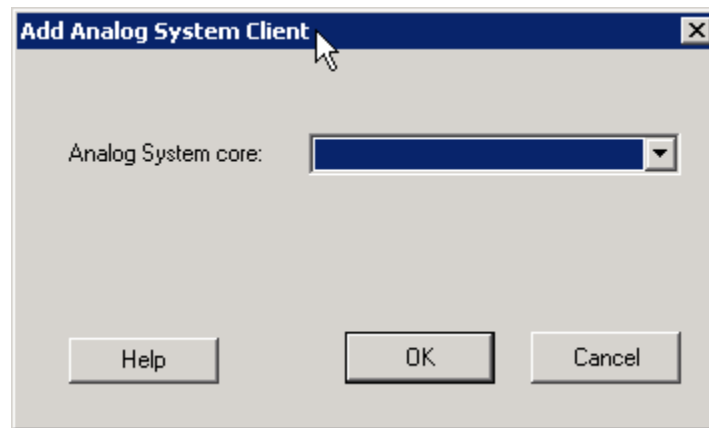 Add Analog System Client
Analog System core:
Help
OK
Cancel